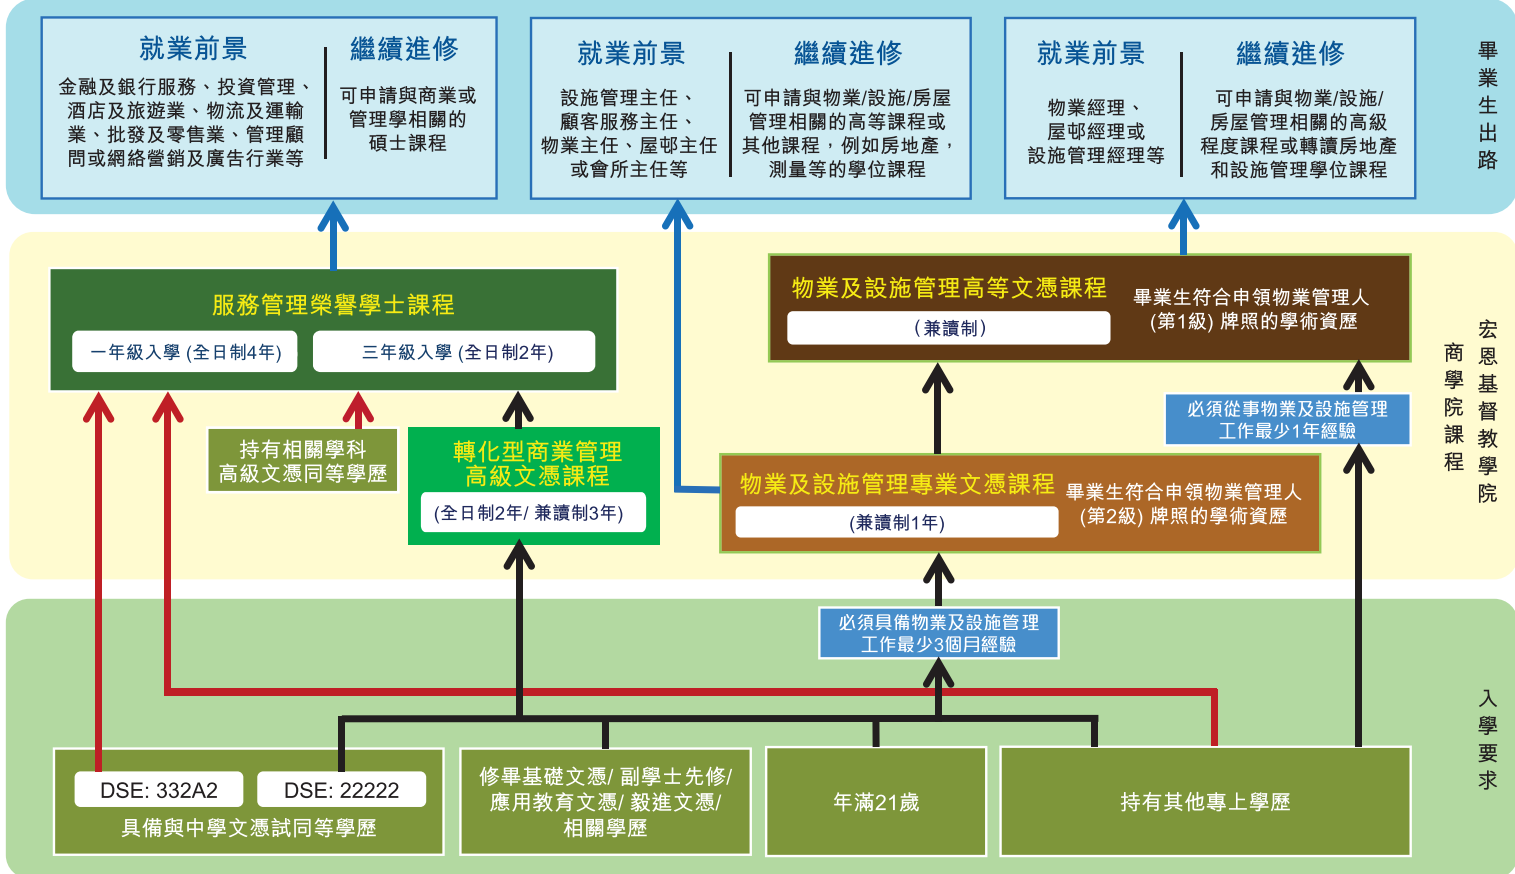 就業前景
金融及銀行服務、投資管理、
酒店及旅遊業、物流及運輸
業、批發及零售業、管理顧
問或網絡營銷及廣告行業等
繼續進修
可申請與商業或
管理學相關的
碩士課程
就業前景
設施管理主任、
顧客服務主任、
物業主任、屋邨主任
或會所主任等
繼續進修
可申請與物業/設施/房屋
管理相關的高等課程或
其他課程，例如房地產，
測量等的學位課程
就業前景
物業經理、
屋邨經理或
設施管理經理等
繼續進修
可申請與物業/設施/
房屋管理相關的高級
程度課程或轉讀房地產
和設施管理學位課程
畢業生出路
服務管理榮譽學士課程
一年級入學 (全日制4年)
三年級入學 (全日制2年)
物業及設施管理高等文憑課程
(兼讀制)
畢業生符合申領物業管理人
(第1級) 牌照的學術資歷
必須從事物業及設施管理
工作最少1年經驗
持有相關學科
高級文憑同等學歷
轉化型商業管理
高級文憑課程
(全日制2年/ 兼讀制3年)
物業及設施管理專業文憑課程
(兼讀制1年)
畢業生符合申領物業管理人
(第2級) 牌照的學術資歷
宏恩基督教學院
商學院課程
必須具備物業及設施管理
工作最少3個月經驗
DSE: 332A2
DSE: 22222
具備與中學文憑試同等學歷
修畢基礎文憑/ 副學士先修/
應用教育文憑/ 毅進文憑/
相關學歷
年滿21歲
持有其他專上學歷
入學要求